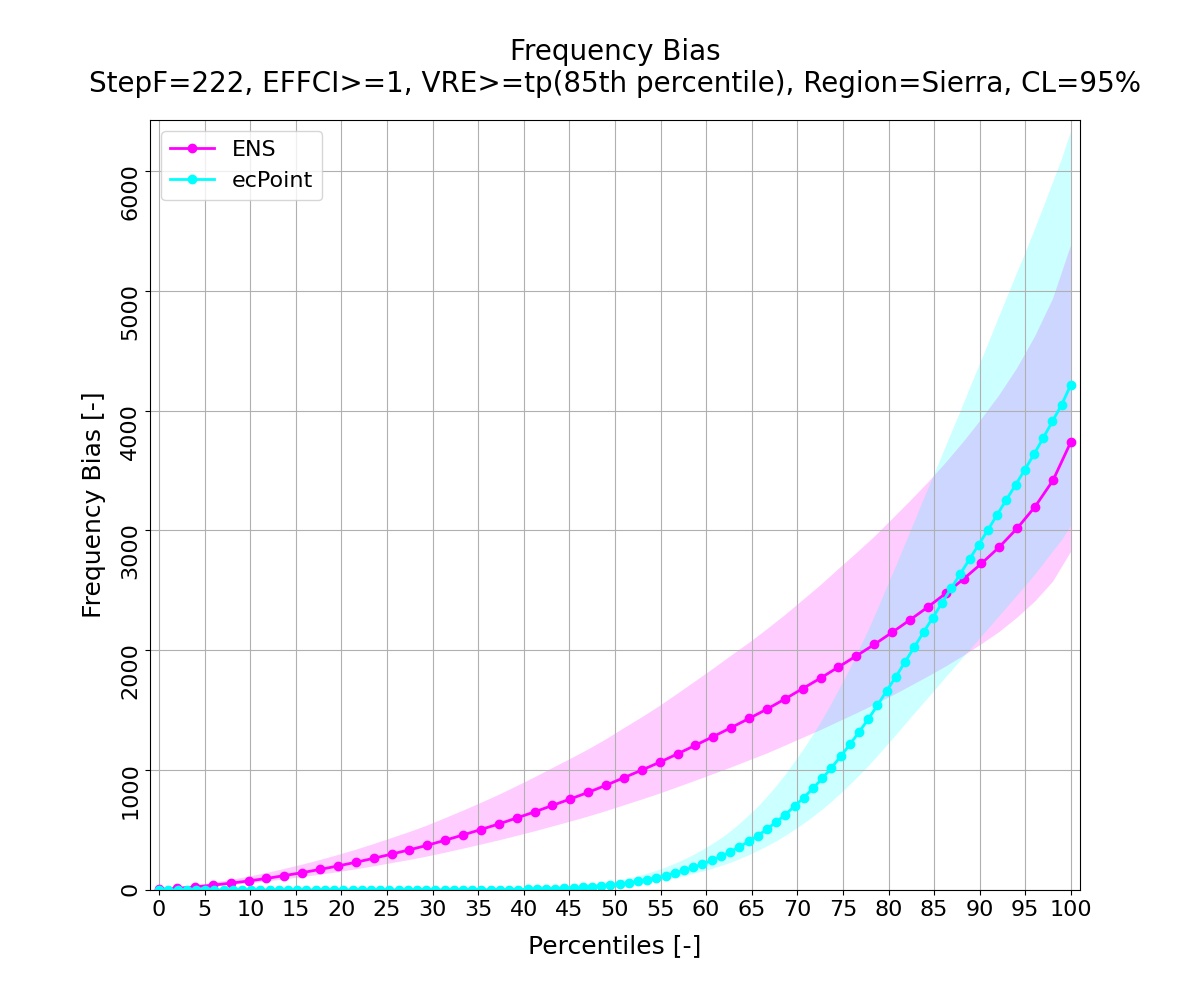 Frequency Bias
StepF=222, EFFCI>=1, VRE>=tp(85th percentile), Region=Sierra, CL=95%
ENS
ecPoint
Frequency Bias [-]
6000
5000
4000
3000
2000
1000
0
0 5 10 15 20 25 30 35 40 45 50 55 60 65 70 75 80 85 90 95 100
Percentiles [-]